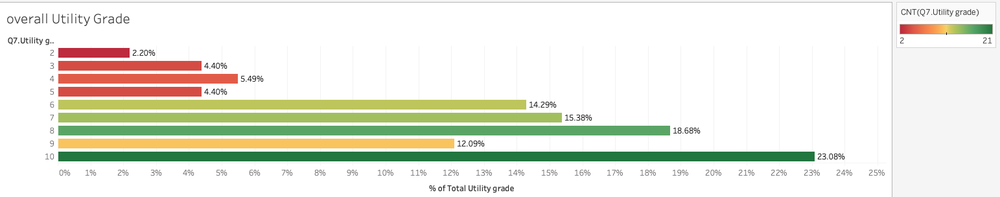 overall Utility Grade
Q7.Utility g..
2 2.20%
3 4.40%
4 5.49%
5 4.40%
6 14.29%
7 15.38%
8 18.68%
9 12.09%
10 23.08%
0% 1% 2% 3% 4% 5% 6% 7% 8% 9% 10% 11% 12% 13% 14% 15% 16% 17% 18% 19% 20% 21% 22% 23% 24% 25%
% of Total Utility grade
CNT(Q7.Utility grade)
2 21